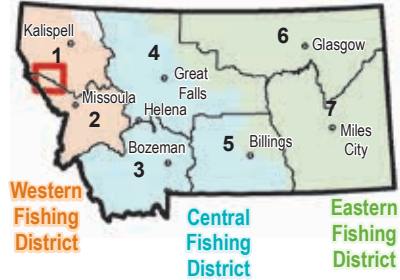 Kalispell
1
4
6
Glasgow
Great
Falls
Missoula
Helena
2
7
Bozeman
3
5
Billings
Miles
City
Western
Fishing
District
Central
Fishing
District
Eastern
Fishing
District